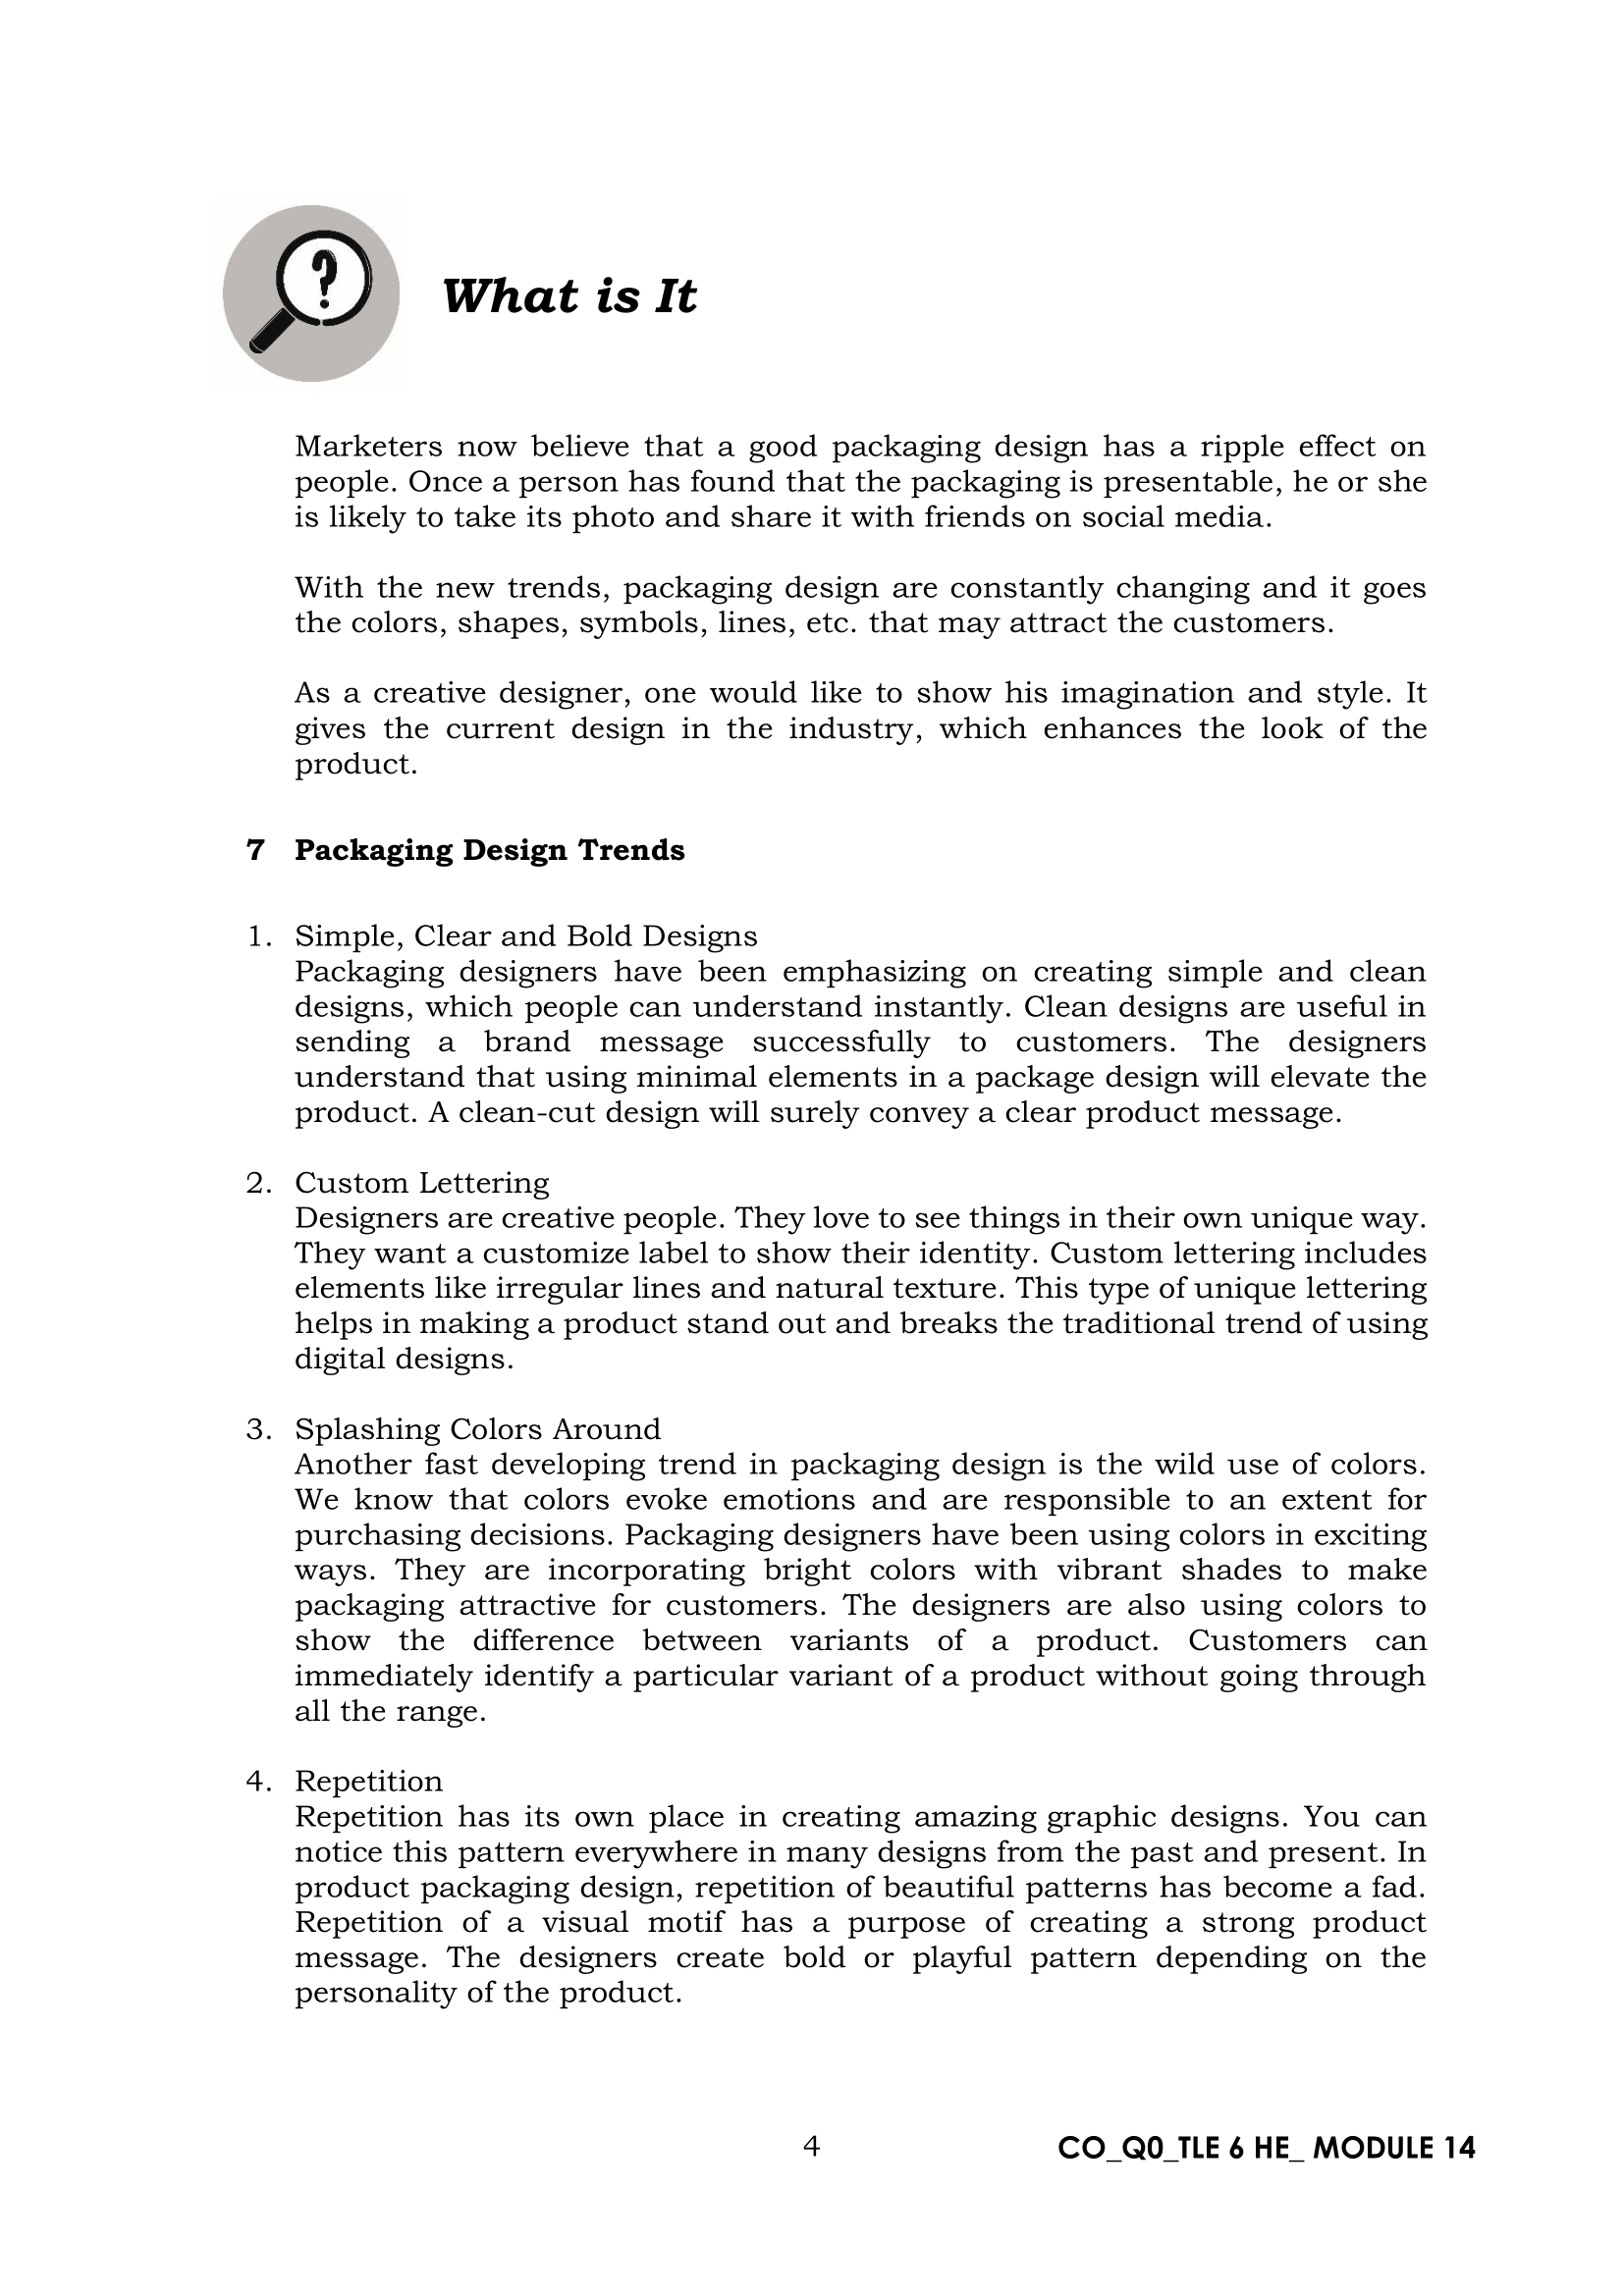 ?
What is It
Marketers now believe that a good packaging design has a ripple effect on
people. Once a person has found that the packaging is presentable, he or she
is likely to take its photo and share it with friends on social media.
With the new trends, packaging design are constantly changing and it goes
the colors, shapes, symbols, lines, etc. that may attract the customers.
As a creative designer, one would like to show his imagination and style. It
gives the current design in the industry, which enhances the look of the
product.
7 Packaging Design Trends
1. Simple, Clear and Bold Designs
Packaging designers have been emphasizing on creating simple and clean
designs, which people can understand instantly. Clean designs are useful in
sending a brand message successfully to customers. The designers
understand that using minimal elements in a package design will elevate the
product. A clean-cut design will surely convey a clear product message.
2. Custom Lettering
Designers are creative people. They love to see things in their own unique way.
They want a customize label to show their identity. Custom lettering includes
elements like irregular lines and natural texture. This type of unique lettering
helps in making a product stand out and breaks the traditional trend of using
digital designs.
3. Splashing Colors Around
Another fast developing trend in packaging design is the wild use of colors.
We know that colors evoke emotions and are responsible to an extent for
purchasing decisions. Packaging designers have been using colors in exciting
ways. They are incorporating bright colors with vibrant shades to make
packaging attractive for customers. The designers are also using colors to
show the difference between variants of a product. Customers can
immediately identify a particular variant of a product without going through
all the range.
4. Repetition
Repetition has its own place in creating amazing graphic designs. You can
notice this pattern everywhere in many designs from the past and present. In
product packaging design, repetition of beautiful patterns has become a fad.
Repetition of a visual motif has a purpose of creating a strong product
message. The designers create bold or playful pattern depending on the
personality of the product.
4 CO_Q0_TLE 6 HE_ MODULE 14